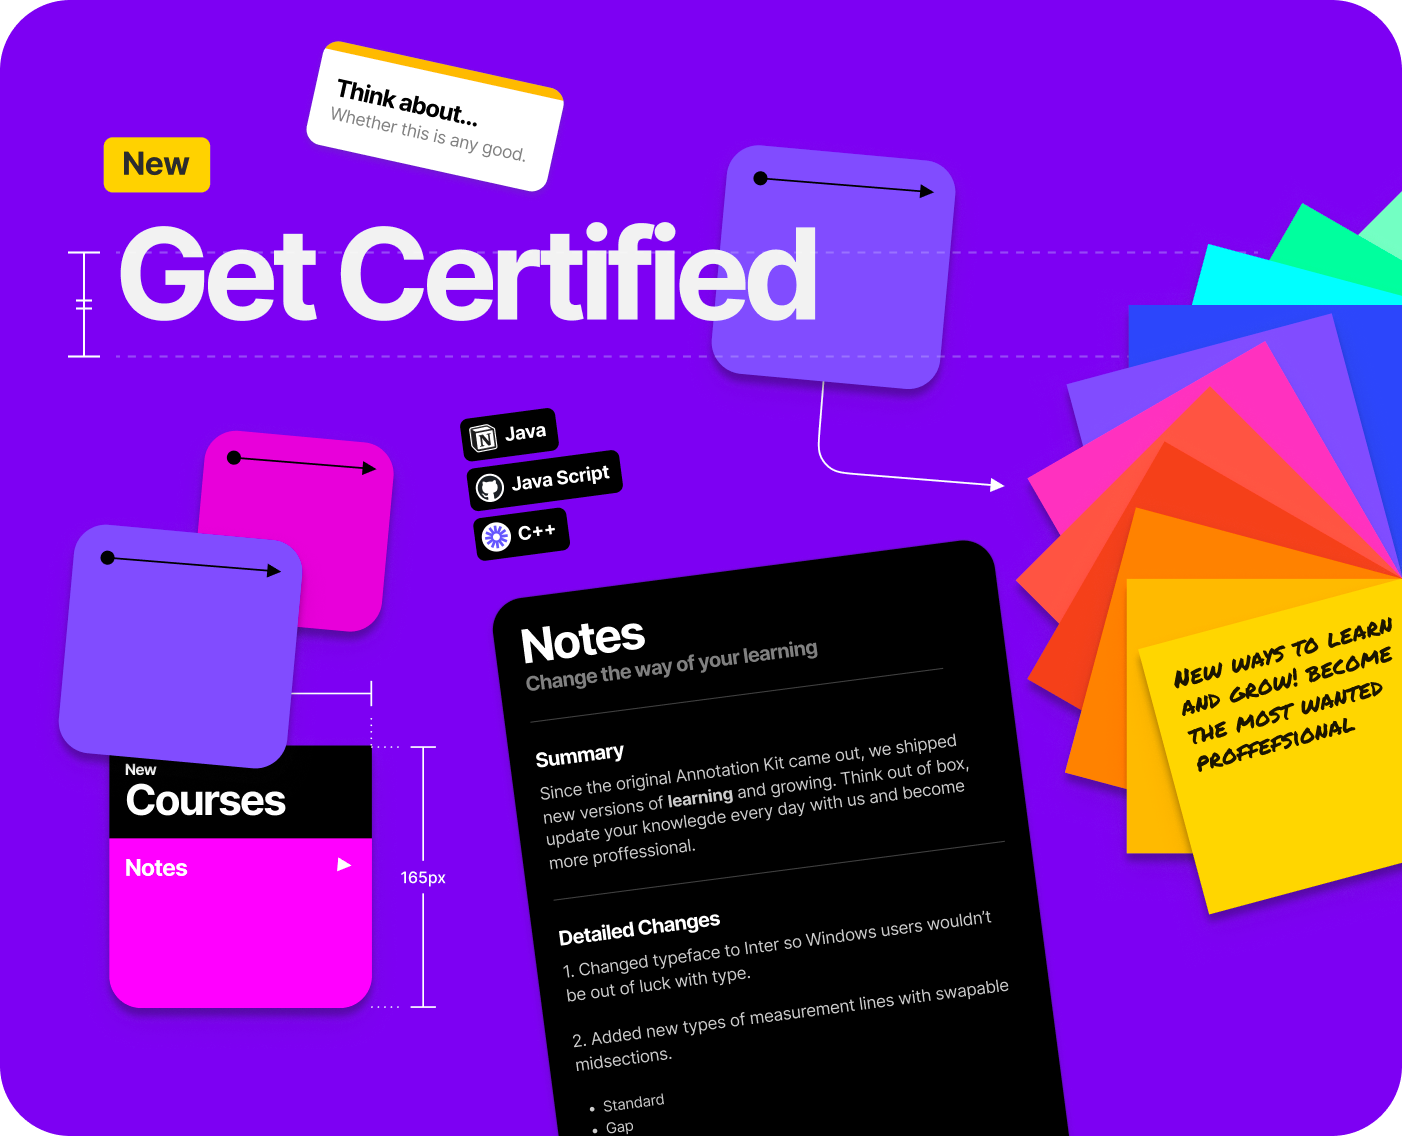 Think about...
Whether this is any good.
New
Get Certified
Java
Java Script
C++
New
Courses
Notes
165px
Notes
Change the way of your learning
Summary
Since the original Annotation Kit came out, we shipped
new versions of learning and growing. Think out of box,
update your knowlegde every day with us and become
more proffessional.
Detailed Changes
1. Changed typeface to Inter so Windows users wouldn't
be out of luck with type.
2. Added new types of measurement lines with swapable
midsections.
• Standard
• Gap
NEW WAYS TO LEARN
AND GROW! BECOME
THE MOST WANTED
PROFFEFSIONAL